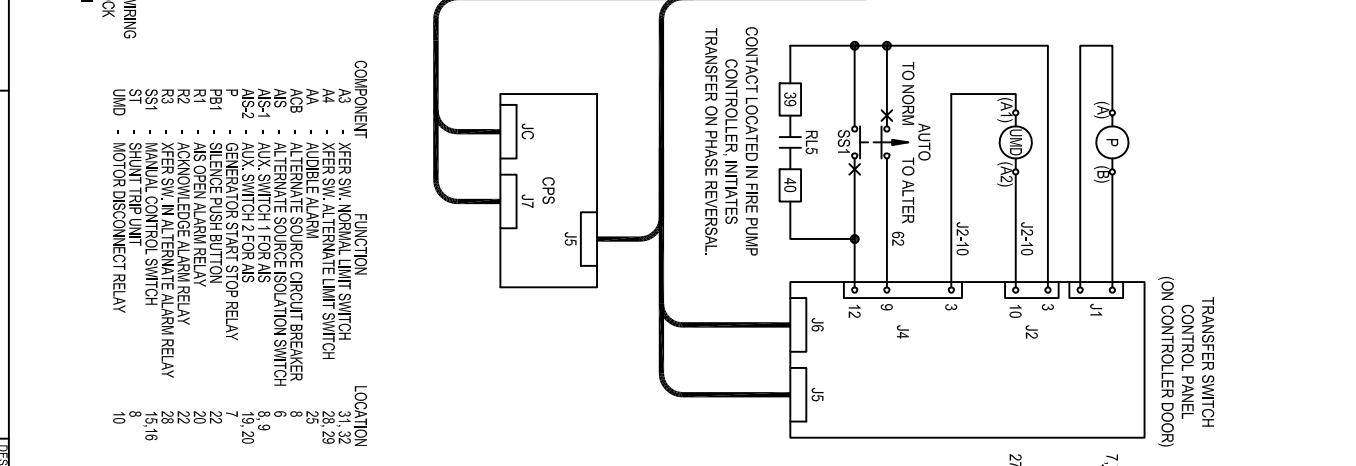 TRANSFER SWITCH
CONTROL PANEL
(ON CONTROLLER DOOR)
(A)
P
(B)
J1
(A1)
UMD
(A2)
J2-10
J2-10
3
10
J2
3
J4
9
12
62
AUTO
TO NORM
TO ALTER
SS1
39
RL5
40
CONTACT LOCATED IN FIRE PUMP
CONTROLLER, INITIATES
TRANSFER ON PHASE REVERSAL.
J6
J5
CPS
J5
JC
J7
COMPONENT FUNCTION LOCATION
A3 - XFER SW. NORMAL LIMIT SWITCH 31, 32
A4 - XFER SW. ALTERNATE LIMIT SWITCH 28, 29
AA - AUDIBLE ALARM 25
ACB - ALTERNATE SOURCE CIRCUIT BREAKER 8
AIS - ALTERNATE SOURCE ISOLATION SWITCH 6
AIS-1 - AUX. SWITCH 1 FOR AIS 8, 9
AIS-2 - AUX. SWITCH 2 FOR AIS 19, 20
P - GENERATOR START STOP RELAY 7
PB1 - SILENCE PUSH BUTTON 22
R1 - AIS OPEN ALARM RELAY 20
R2 - ACKNOWLEDGE ALARM RELAY 22
R3 - XFER SW. IN ALTERNATE ALARM RELAY 28
SS1 - MANUAL CONTROL SWITCH 15,16
ST - SHUNT TRIP UNIT 8
UMD - MOTOR DISCONNECT RELAY 10
WIRING
CK
7,
27
DES